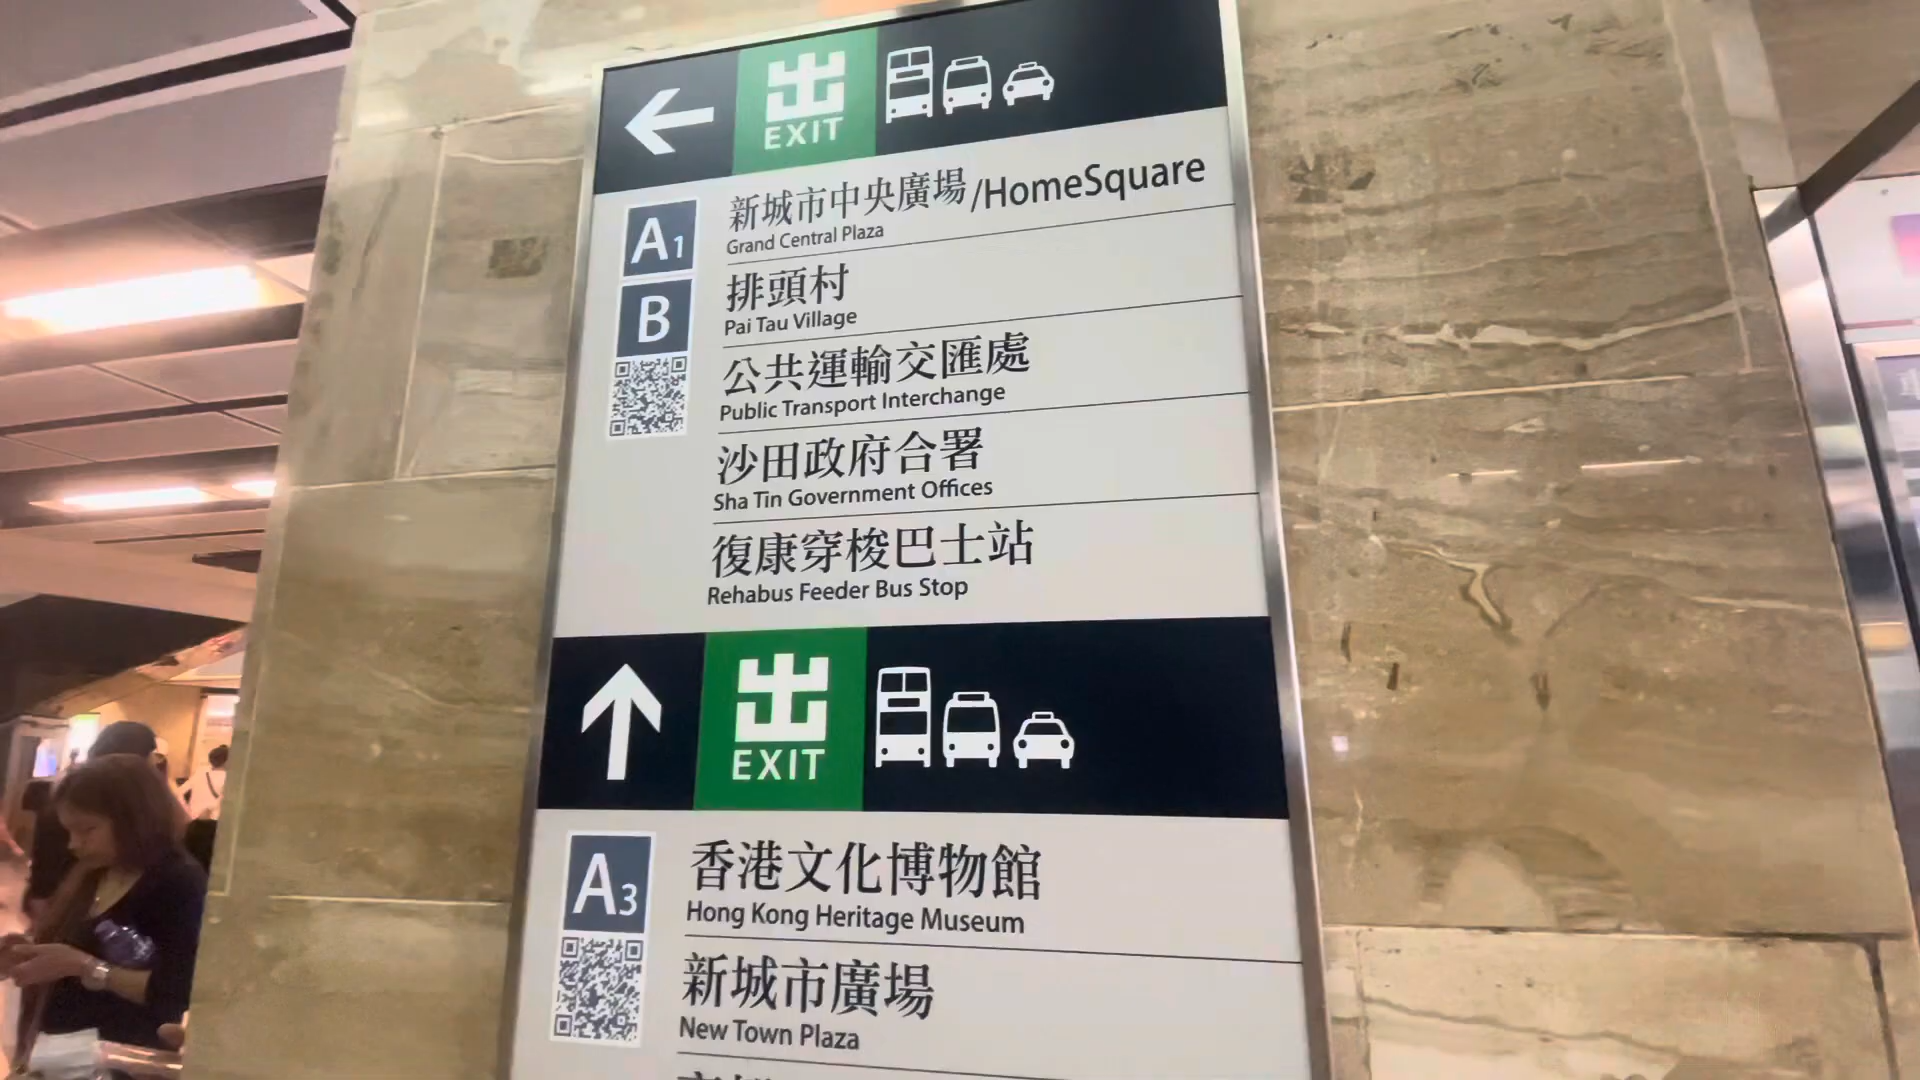 出
EXIT
A1
B
新城市中央廣場/HomeSquare
Grand Central Plaza
排頭村
Pai Tau Village
公共運輸交匯處
Public Transport Interchange
沙田政府合署
Sha Tin Government Offices
復康穿梭巴士站
Rehabus Feeder Bus Stop
出
EXIT
A3
香港文化博物館
Hong Kong Heritage Museum
新城市廣場
New Town Plaza